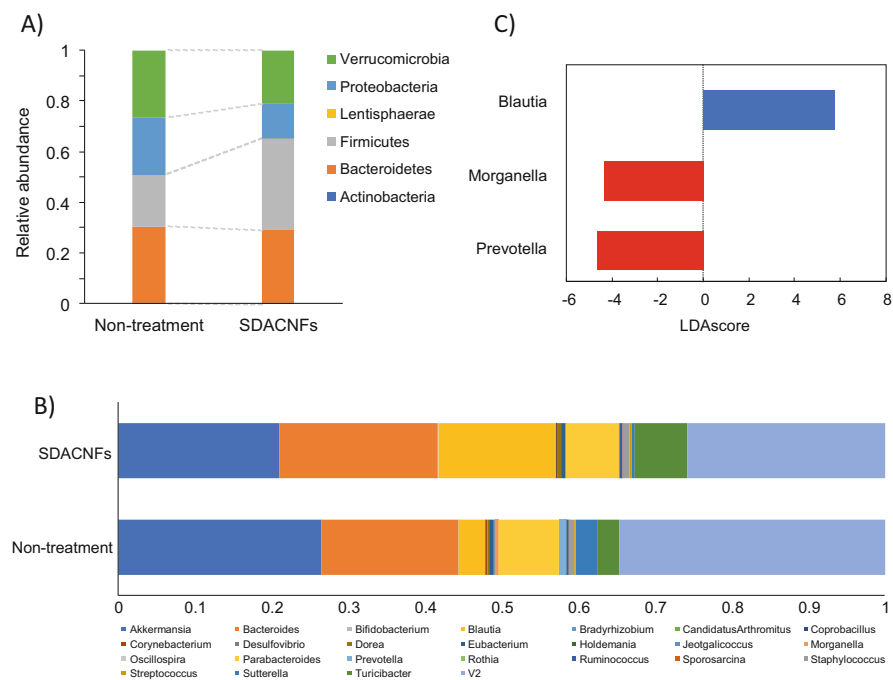 A)
1
0.8
0.6
0.4
0.2
0
Relative abundance
Non-treatment SDACNFs
Verrucomicrobia
Proteobacteria
Lentisphaerae
Firmicutes
Bacteroidetes
Actinobacteria
C)
Blautia
Morganella
Prevotella
-6 -4 -2 0 2 4 6 8
LDAscore
B)
SDACNFs
Non-treatment
0 0.1 0.2 0.3 0.4 0.5 0.6 0.7 0.8 0.9 1
Akkermansia Bacteroides Bifidobacterium Blautia Bradyrhizobium CandidatusArthromitus Coprobacillus
Corynebacterium Desulfovibrio Dorea Eubacterium Holdemania Jeotgalicoccus Morganella
Oscillospira Parabacteroides Prevotella Rothia Ruminococcus Sporosarcina Staphylococcus
Streptococcus Sutterella Turicibacter V2